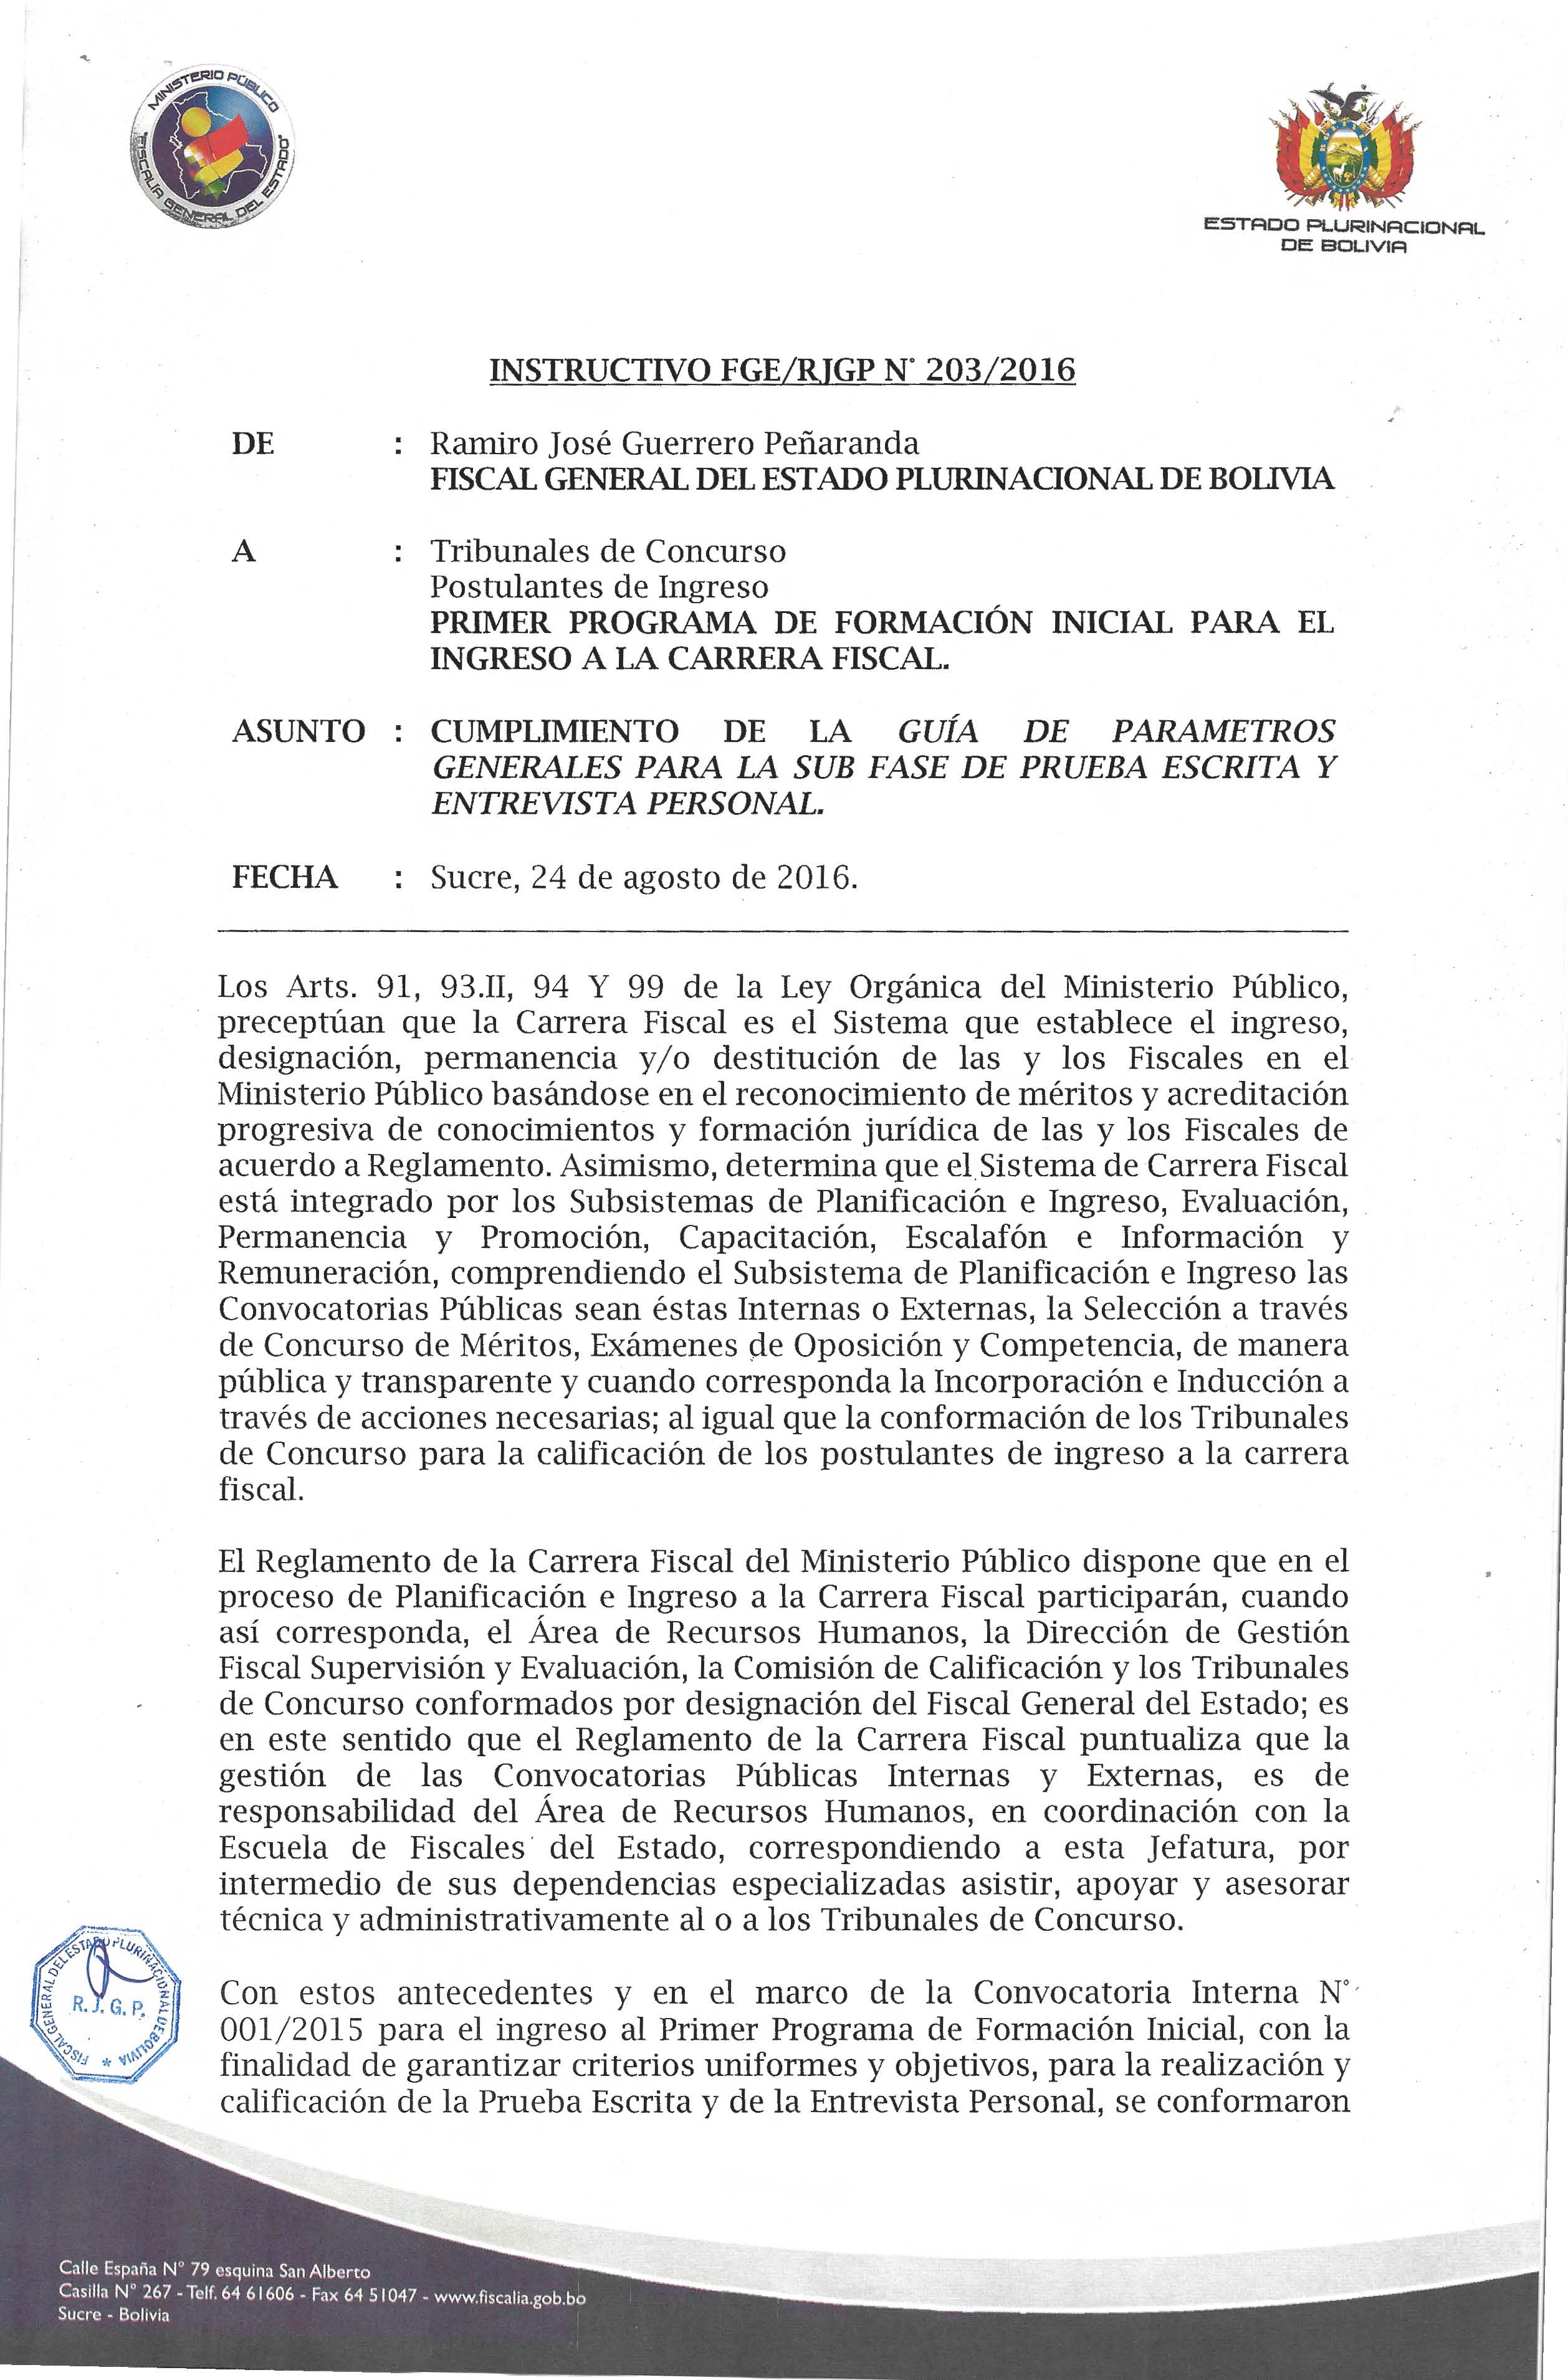 MINISTERIO PÚBLICO
"FISCALÍA GENERAL DEL ESTADO"
ESTADO PLURINACIONAL
DE BOLIVIA
INSTRUCTIVO FGE/RJGP N° 203/2016
DE : Ramiro José Guerrero Peñaranda
FISCAL GENERAL DEL ESTADO PLURINACIONAL DE BOLIVIA
A : Tribunales de Concurso
Postulantes de Ingreso
PRIMER PROGRAMA DE FORMACIÓN INICIAL PARA EL
INGRESO A LA CARRERA FISCAL.
ASUNTO : CUMPLIMIENTO DE LA GUÍA DE PARAMETROS
GENERALES PARA LA SUB FASE DE PRUEBA ESCRITA Y
ENTREVISTA PERSONAL.
FECHA : Sucre, 24 de agosto de 2016.
Los Arts. 91, 93.II, 94 Y 99 de la Ley Orgánica del Ministerio Público,
preceptúan que la Carrera Fiscal es el Sistema que establece el ingreso,
designación, permanencia y/o destitución de las y los Fiscales en el
Ministerio Público basándose en el reconocimiento de méritos y acreditación
progresiva de conocimientos y formación jurídica de las y los Fiscales de
acuerdo a Reglamento. Asimismo, determina que el Sistema de Carrera Fiscal
está integrado por los Subsistemas de Planificación e Ingreso, Evaluación,
Permanencia y Promoción, Capacitación, Escalafón e Información y
Remuneración, comprendiendo el Subsistema de Planificación e Ingreso las
Convocatorias Públicas sean éstas Internas o Externas, la Selección a través
de Concurso de Méritos, Exámenes de Oposición y Competencia, de manera
pública y transparente y cuando corresponda la Incorporación e Inducción a
través de acciones necesarias; al igual que la conformación de los Tribunales
de Concurso para la calificación de los postulantes de ingreso a la carrera
fiscal.
El Reglamento de la Carrera Fiscal del Ministerio Público dispone que en el
proceso de Planificación e Ingreso a la Carrera Fiscal participarán, cuando
así corresponda, el Área de Recursos Humanos, la Dirección de Gestión
Fiscal Supervisión y Evaluación, la Comisión de Calificación y los Tribunales
de Concurso conformados por designación del Fiscal General del Estado; es
en este sentido que el Reglamento de la Carrera Fiscal puntualiza que la
gestión de las Convocatorias Públicas Internas y Externas, es de
responsabilidad del Área de Recursos Humanos, en coordinación con la
Escuela de Fiscales del Estado, correspondiendo a esta Jefatura, por
intermedio de sus dependencias especializadas asistir, apoyar y asesorar
técnica y administrativamente al o a los Tribunales de Concurso.
FISCAL GENERAL DEL ESTADO PLURINACIONAL DE BOLIVIA *
R.J.G.P.
Con estos antecedentes y en el marco de la Convocatoria Interna N°
001/2015 para el ingreso al Primer Programa de Formación Inicial, con la
finalidad de garantizar criterios uniformes y objetivos, para la realización y
calificación de la Prueba Escrita y de la Entrevista Personal, se conformaron
Calle España N° 79 esquina San Alberto
Casilla N° 267 - Telf. 64 61606 - Fax 64 51047 - www.fiscalia.gob.bo
Sucre - Bolivia